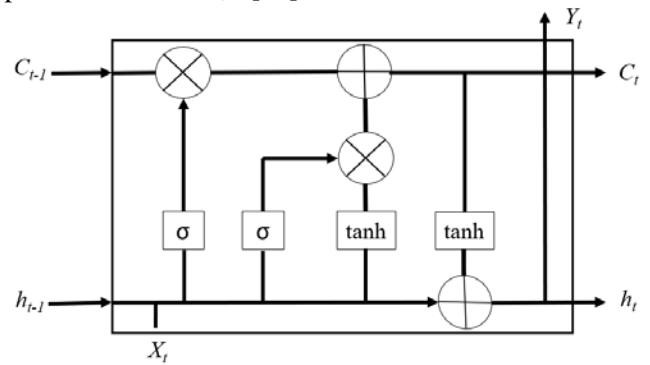 Y_t
C_{t-1}
C_t
σ
σ
tanh
tanh
h_{t-1}
h_t
X_t